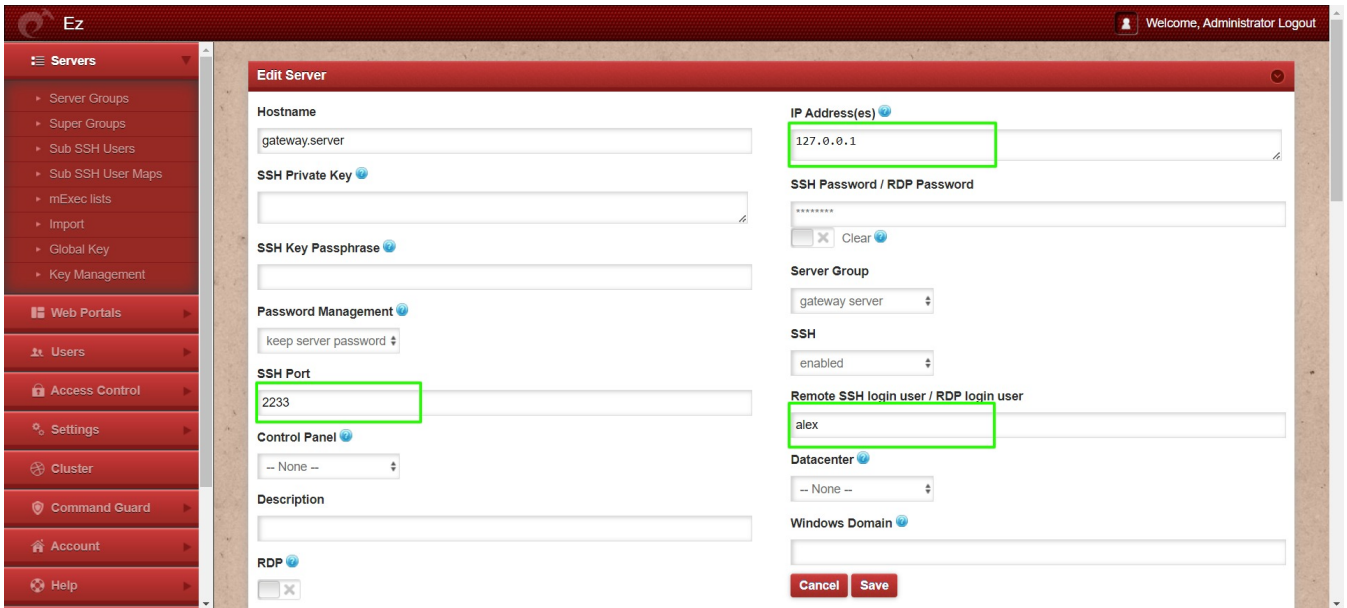 Ez
Welcome, Administrator Logout
Servers
Server Groups
Super Groups
Sub SSH Users
Sub SSH User Maps
mExec lists
Import
Global Key
Key Management
Web Portals
Users
Access Control
Settings
Cluster
Command Guard
Account
Help
Edit Server
Hostname
gateway.server
SSH Private Key
SSH Key Passphrase
Password Management
keep server password
SSH Port
2233
Control Panel
-- None --
Description
RDP
IP Address(es)
127.0.0.1
SSH Password / RDP Password
********
Clear
Server Group
gateway server
SSH
enabled
Remote SSH login user / RDP login user
alex
Datacenter
-- None --
Windows Domain
Cancel Save